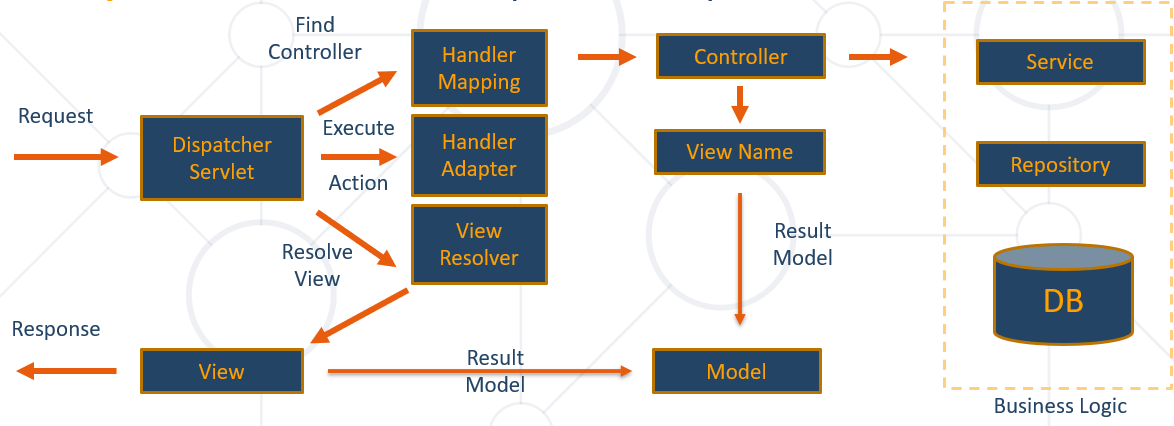 Find
Controller
Handler
Mapping
Controller
Service
Request
Dispatcher
Servlet
Execute
Action
Handler
Adapter
View Name
Repository
Resolve
View
View
Resolver
Result
Model
DB
Response
View
Result
Model
Model
Business Logic